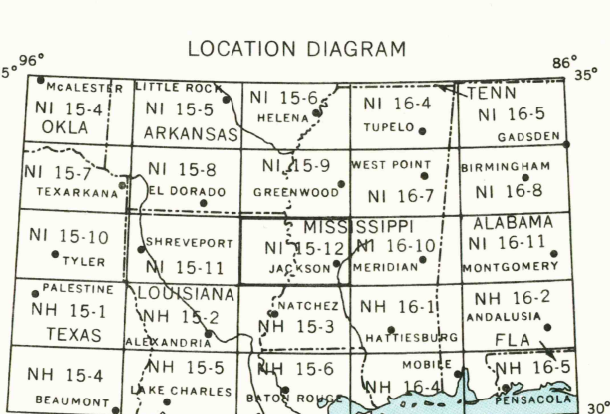 LOCATION DIAGRAM
5° 96° 86° 35°
McALESTER LITTLE ROCK TENN
NI 15-4 NI 15-5 NI 15-6 NI 16-4 NI 16-5
OKLA ARKANSAS HELENA TUPELO GADSDEN
NI 15-7 NI 15-8 NI 15-9 WEST POINT BIRMINGHAM
TEXARKANA EL DORADO GREENWOOD NI 16-7 NI 16-8
MISSISSIPPI ALABAMA
NI 15-10 SHREVEPORT NI 15-12 NI 16-10 NI 16-11
TYLER NI 15-11 JACKSON MERIDIAN MONTGOMERY
PALESTINE LOUISIANA NATCHEZ NH 16-1 NH 16-2
NH 15-1 NH 15-2 NH 15-3 ANDALUSIA
TEXAS ALEXANDRIA HATTIESBURG FLA
NH 15-4 NH 15-5 NH 15-6 MOBILE NH 16-5
BEAUMONT LAKE CHARLES BATON ROUGE NH 16-4 PENSACOLA
30°